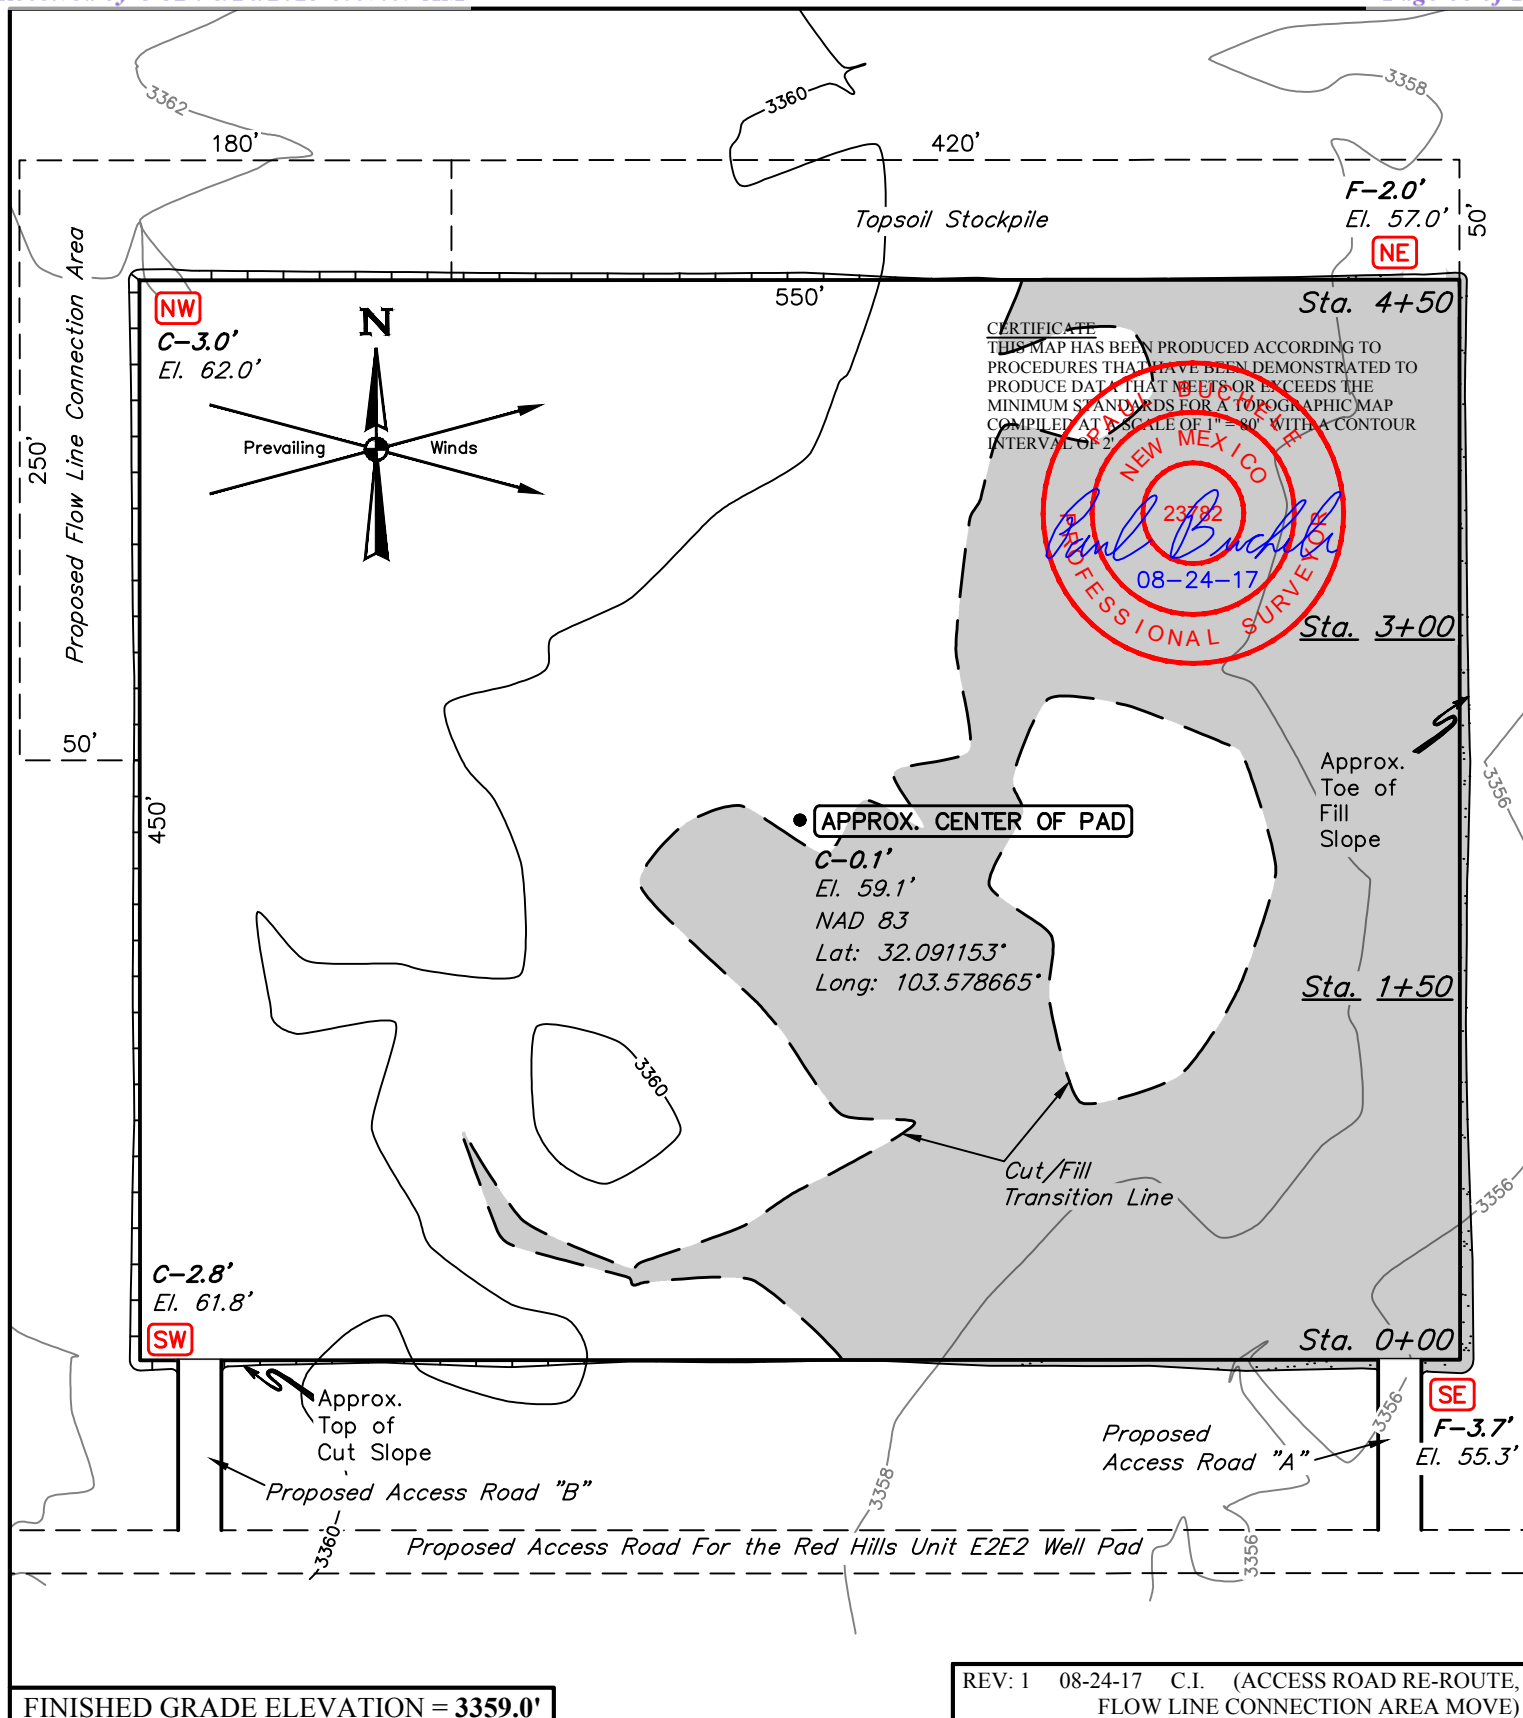 3362
3360
3358
180'
420'
F-2.0'
El. 57.0'
50'
NE
Topsoil Stockpile
Proposed Flow Line Connection Area
250'
50'
NW
C-3.0'
El. 62.0'
N
Prevailing Winds
550'
Sta. 4+50
CERTIFICATE
THIS MAP HAS BEEN PRODUCED ACCORDING TO
PROCEDURES THAT HAVE BEEN DEMONSTRATED TO
PRODUCE DATA THAT MEETS OR EXCEEDS THE
MINIMUM STANDARDS FOR A TOPOGRAPHIC MAP
COMPILED AT A SCALE OF 1" = 80' WITH A CONTOUR
INTERVAL OF 2'.
PAUL BUCHELE
NEW MEXICO
23782
Paul Buchele
08-24-17
PROFESSIONAL SURVEYOR
Sta. 3+00
450'
Approx.
Toe of
Fill
Slope
3356
APPROX. CENTER OF PAD
C-0.1'
El. 59.1'
NAD 83
Lat: 32.091153°
Long: 103.578665°
Sta. 1+50
3360
Cut/Fill
Transition Line
3356
C-2.8'
El. 61.8'
SW
Sta. 0+00
SE
F-3.7'
El. 55.3'
Approx.
Top of
Cut Slope
Proposed
Access Road "A"
3356
Proposed Access Road "B"
3358
3360
Proposed Access Road For the Red Hills Unit E2E2 Well Pad
3356
REV: 1 08-24-17 C.I. (ACCESS ROAD RE-ROUTE,
FLOW LINE CONNECTION AREA MOVE)
FINISHED GRADE ELEVATION = 3359.0'